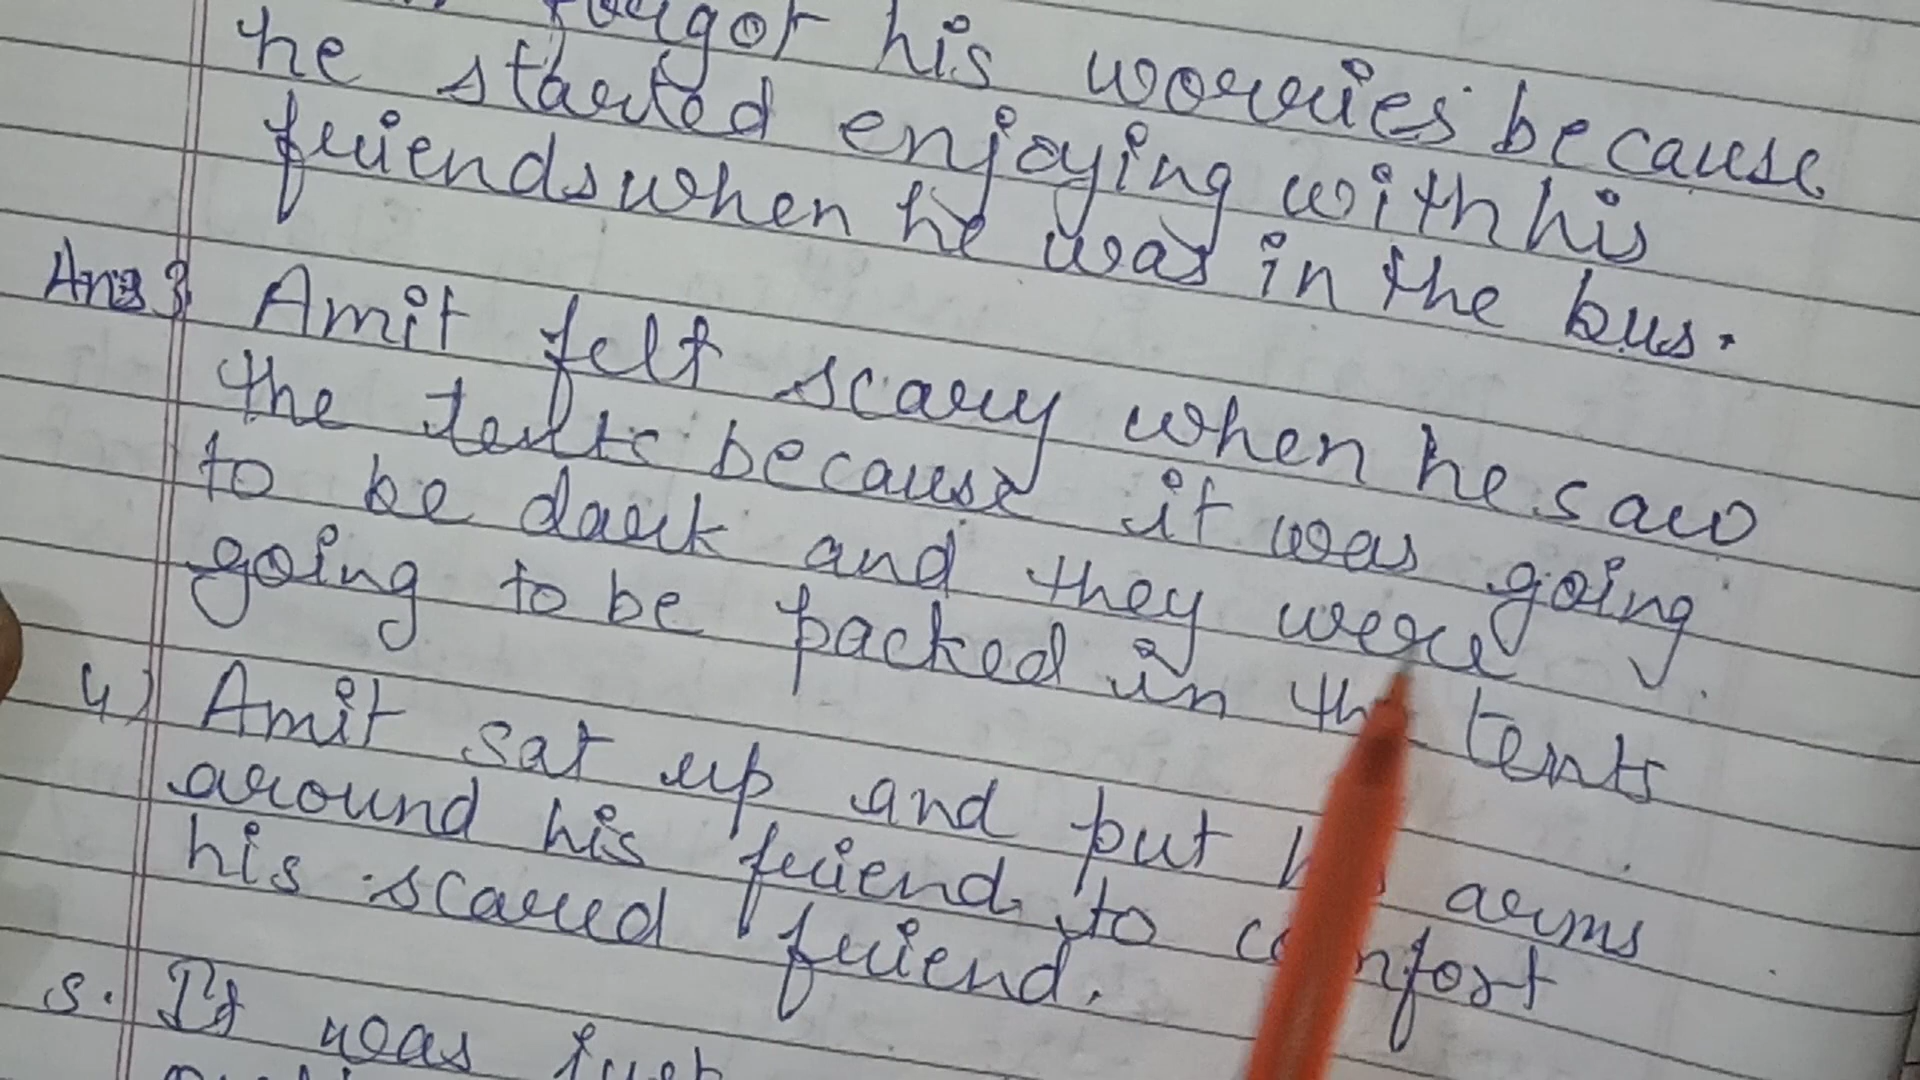 forgot his worries because
he started enjoying with his
friends when he was in the bus.
Ans 3 Amit felt scary when he saw
the tents because it was going
to be dark and they were
going to be packed in the tents
4) Amit sat up and put his arms
around his friend to comfort
his scared friend.
5. It was just